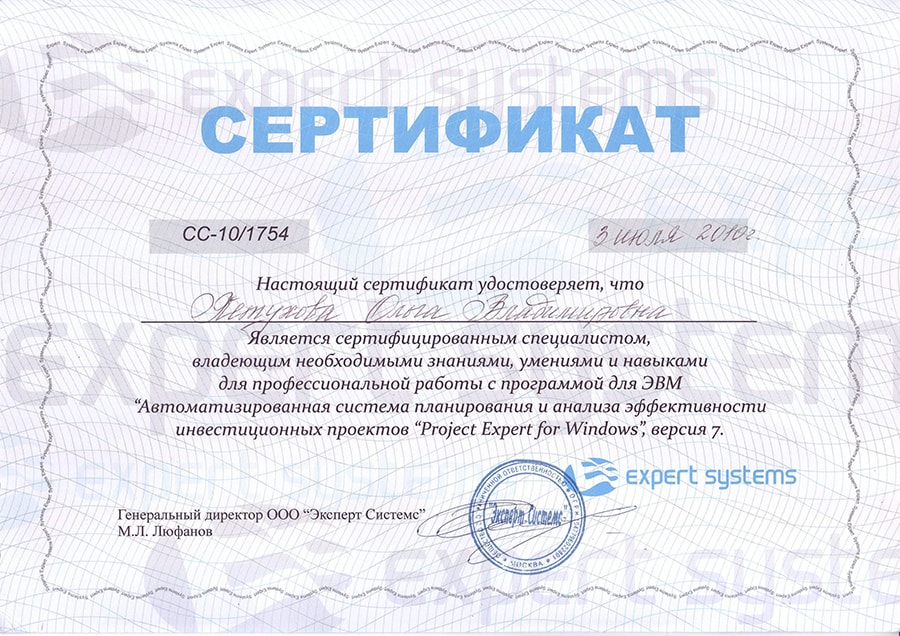 expert systems
СЕРТИФИКАТ
СС-10/1754
3 июля 2010г.
Настоящий сертификат удостоверяет, что
Петухова Ольга Владимировна
Является сертифицированным специалистом,
владеющим необходимыми знаниями, умениями и навыками
для профессиональной работы с программой для ЭВМ
“Автоматизированная система планирования и анализа эффективности
инвестиционных проектов “Project Expert for Windows”, версия 7.
expert systems
Генеральный директор ООО “Эксперт Системс”
М.Л. Люфанов
"Эксперт Системс"
МОСКВА